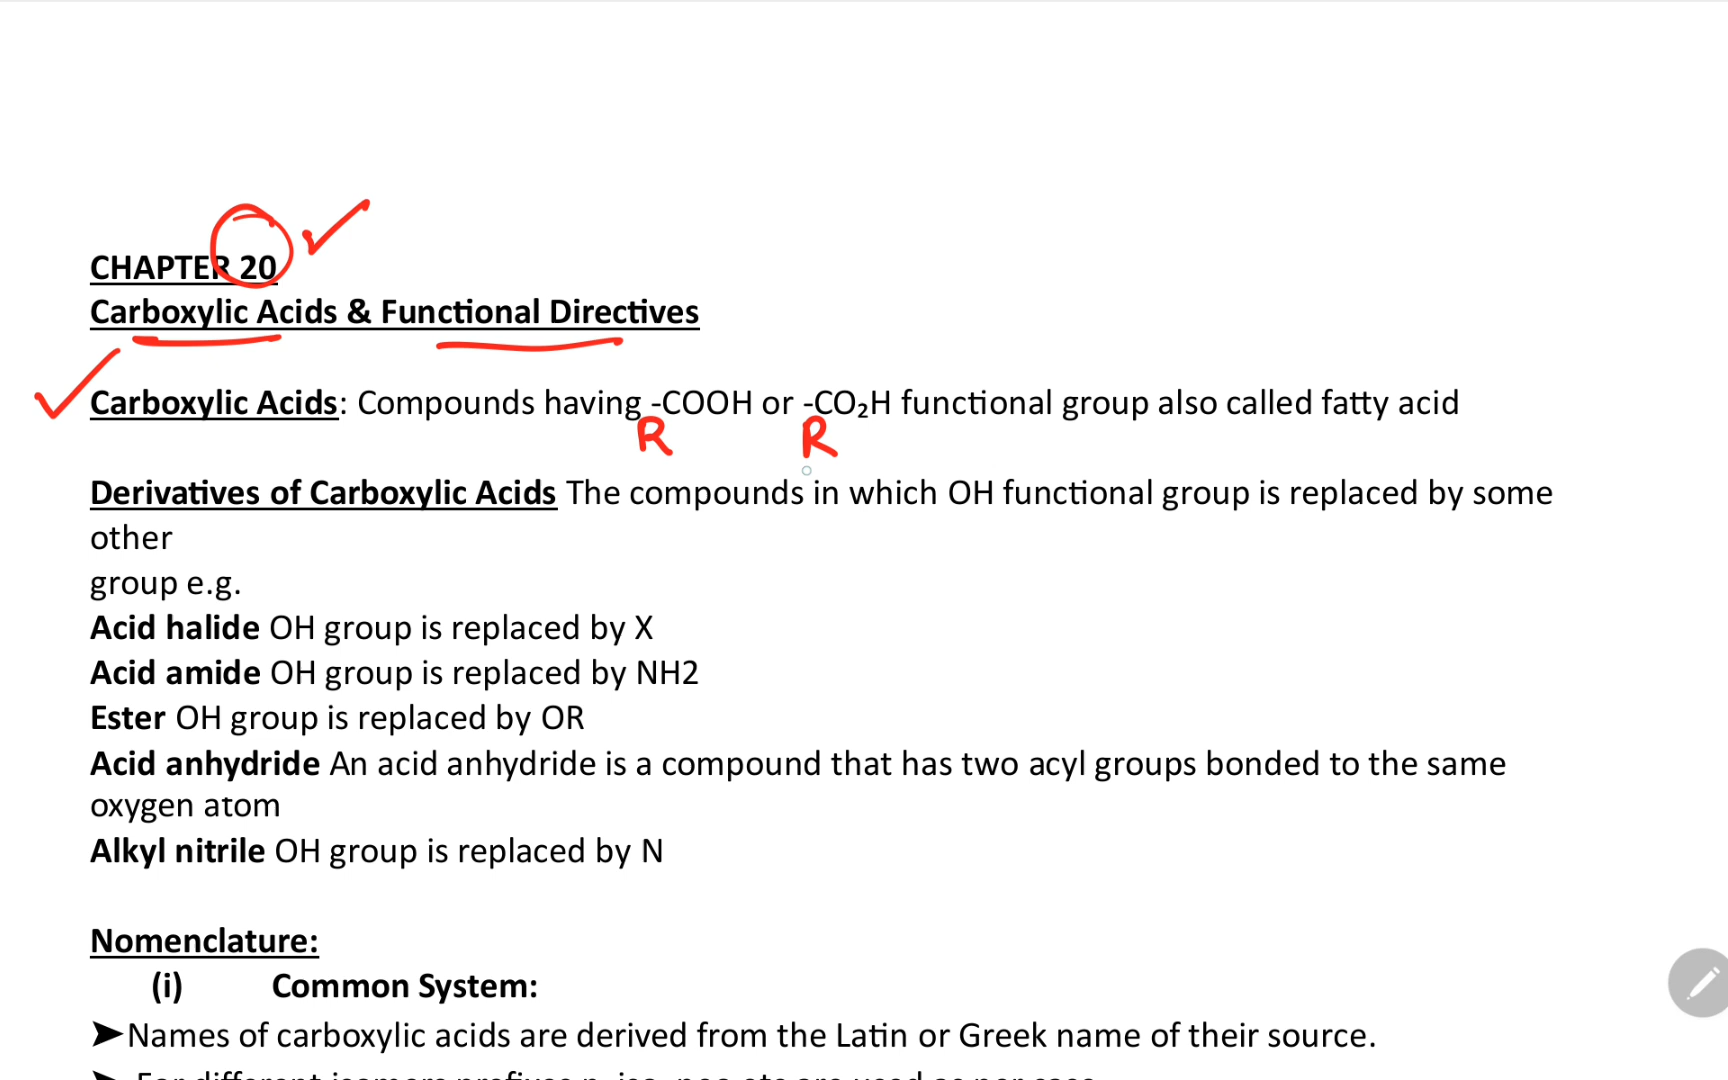 CHAPTER 20
Carboxylic Acids & Functional Directives
Carboxylic Acids: Compounds having -COOH or -CO₂H functional group also called fatty acid
R R
Derivatives of Carboxylic Acids The compounds in which OH functional group is replaced by some
other
group e.g.
Acid halide OH group is replaced by X
Acid amide OH group is replaced by NH2
Ester OH group is replaced by OR
Acid anhydride An acid anhydride is a compound that has two acyl groups bonded to the same
oxygen atom
Alkyl nitrile OH group is replaced by N
Nomenclature:
(i) Common System:
➤Names of carboxylic acids are derived from the Latin or Greek name of their source.